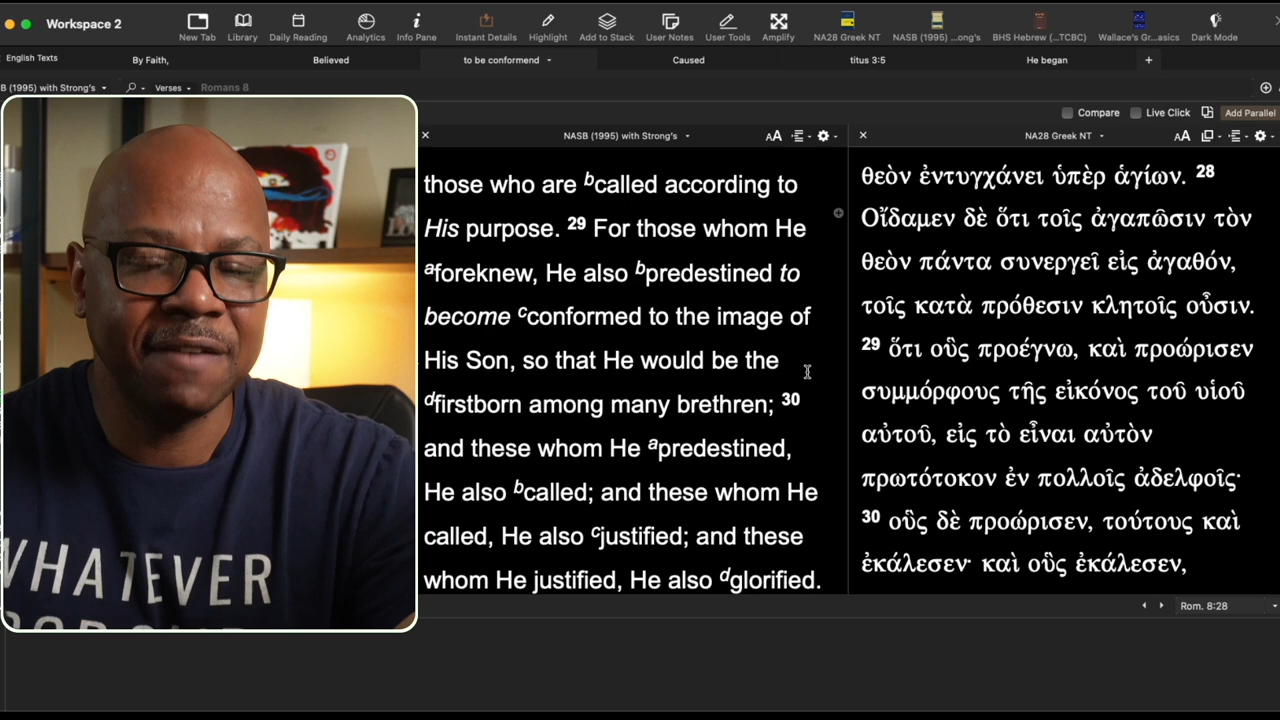 Workspace 2
New Tab
Library
Daily Reading
Analytics
Info Pane
Instant Details
Highlight
Add to Stack
User Notes
User Tools
Amplify
NA28 Greek NT
NASB (1995) ...ong's
BHS Hebrew (...TCBC)
Wallace's Gr...asics
Dark Mode
English Texts
By Faith,
Believed
to be conformend
Caused
titus 3:5
He began
B (1995) with Strong's
Verses
Romans 8
Compare
Live Click
Add Parallel
NASB (1995) with Strong's
AA
those who are bcalled according to
His purpose. 29 For those whom He
aforeknew, He also bpredestined to
become cconformed to the image of
His Son, so that He would be the
dfirstborn among many brethren; 30
and these whom He apredestined,
He also bcalled; and these whom He
called, He also cjustified; and these
whom He justified, He also dglorified.
NA28 Greek NT
AA
θεὸν ἐντυγχάνει ὑπὲρ ἁγίων. 28
Οἴδαμεν δὲ ὅτι τοῖς ἀγαπῶσιν τὸν
θεὸν πάντα συνεργεῖ εἰς ἀγαθόν,
τοῖς κατὰ πρόθεσιν κλητοῖς οὖσιν.
29 ὅτι οὓς προέγνω, καὶ προώρισεν
συμμόρφους τῆς εἰκόνος τοῦ υἱοῦ
αὐτοῦ, εἰς τὸ εἶναι αὐτὸν
πρωτότοκον ἐν πολλοῖς ἀδελφοῖς·
30 οὓς δὲ προώρισεν, τούτους καὶ
ἐκάλεσεν· καὶ οὓς ἐκάλεσεν,
Rom. 8:28
WHATEVER